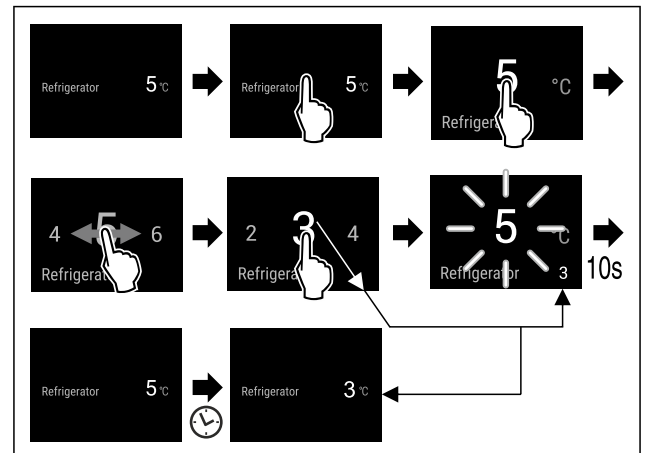 Refrigerator 5 °C
Refrigerator 5 °C
5 °C
Refriger
4 5 6
Refrigerat
2 3 4
Refrigera
5 °C
Refrigerator 3
10s
Refrigerator 5 °C
Refrigerator 3 °C